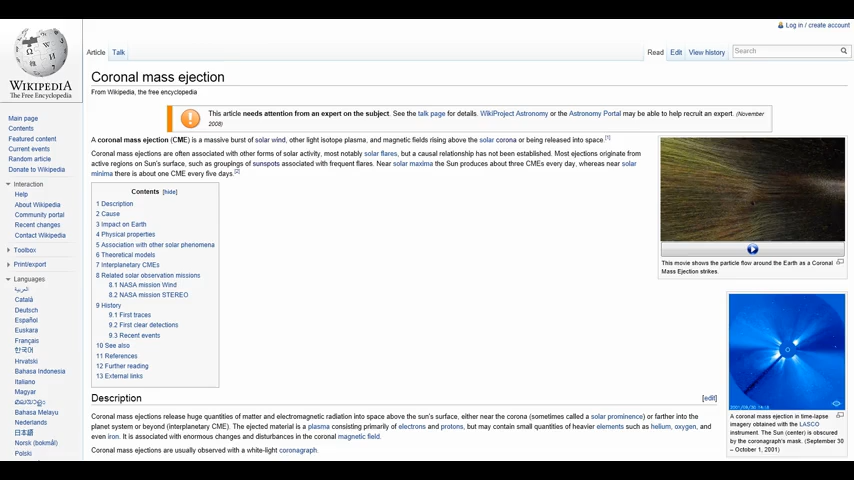 Log in / create account
Article Talk Read Edit View history Search
WIKIPEDIA
The Free Encyclopedia
Coronal mass ejection
From Wikipedia, the free encyclopedia
Main page
Contents
Featured content
Current events
Random article
Donate to Wikipedia
Interaction
Help
About Wikipedia
Community portal
Recent changes
Contact Wikipedia
Toolbox
Print/export
Languages
العربية
Català
Deutsch
Español
Euskara
Français
한국어
Hrvatski
Bahasa Indonesia
Italiano
Magyar
മലയാളം
Bahasa Melayu
Nederlands
日本語
Norsk (bokmål)
Polski
This article needs attention from an expert on the subject. See the talk page for details. WikiProject Astronomy or the Astronomy Portal may be able to help recruit an expert. (November
2008)
A coronal mass ejection (CME) is a massive burst of solar wind, other light isotope plasma, and magnetic fields rising above the solar corona or being released into space.[1]
Coronal mass ejections are often associated with other forms of solar activity, most notably solar flares, but a causal relationship has not been established. Most ejections originate from
active regions on Sun's surface, such as groupings of sunspots associated with frequent flares. Near solar maxima the Sun produces about three CMEs every day, whereas near solar
minima there is about one CME every five days.[2]
Contents [hide]
1 Description
2 Cause
3 Impact on Earth
4 Physical properties
5 Association with other solar phenomena
6 Theoretical models
7 Interplanetary CMEs
8 Related solar observation missions
8.1 NASA mission Wind
8.2 NASA mission STEREO
9 History
9.1 First traces
9.2 First clear detections
9.3 Recent events
10 See also
11 References
12 Further reading
13 External links
This movie shows the particle flow around the Earth as a Coronal
Mass Ejection strikes.
A coronal mass ejection in time-lapse
imagery obtained with the LASCO
instrument. The Sun (center) is obscured
by the coronagraph's mask. (September 30
– October 1, 2001)
Description [edit]
Coronal mass ejections release huge quantities of matter and electromagnetic radiation into space above the sun's surface, either near the corona (sometimes called a solar prominence) or farther into the
planet system or beyond (interplanetary CME). The ejected material is a plasma consisting primarily of electrons and protons, but may contain small quantities of heavier elements such as helium, oxygen, and
even iron. It is associated with enormous changes and disturbances in the coronal magnetic field.
Coronal mass ejections are usually observed with a white-light coronagraph.